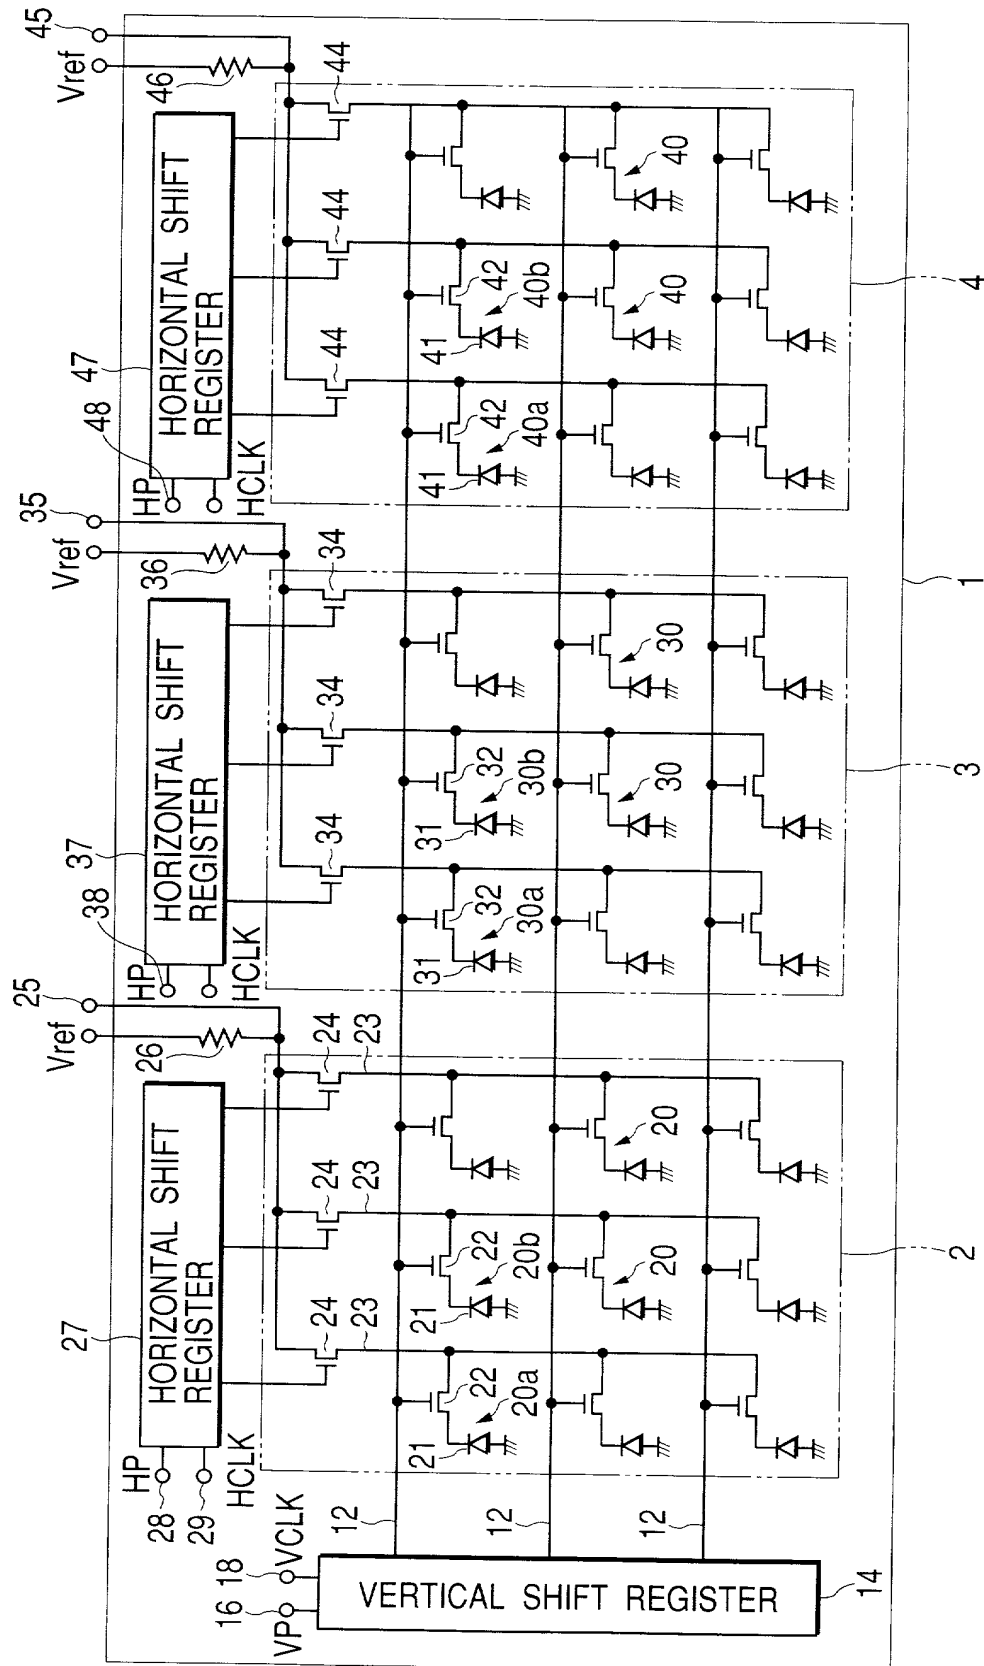 45
Vref
46
47
HORIZONTAL SHIFT
REGISTER
48
HP
HCLK
44
44
44
42
41
40b
42
41
40a
40
40
4
35
Vref
36
37
HORIZONTAL SHIFT
REGISTER
38
HP
HCLK
34
34
34
32
31
30b
32
31
30a
30
30
3
1
25
Vref
26
27
HORIZONTAL SHIFT
REGISTER
HP
28
29
HCLK
24
23
24
23
24
23
22
21
20b
22
21
20a
20
20
2
12
12
12
16
18
VP
VCLK
VERTICAL SHIFT REGISTER
14